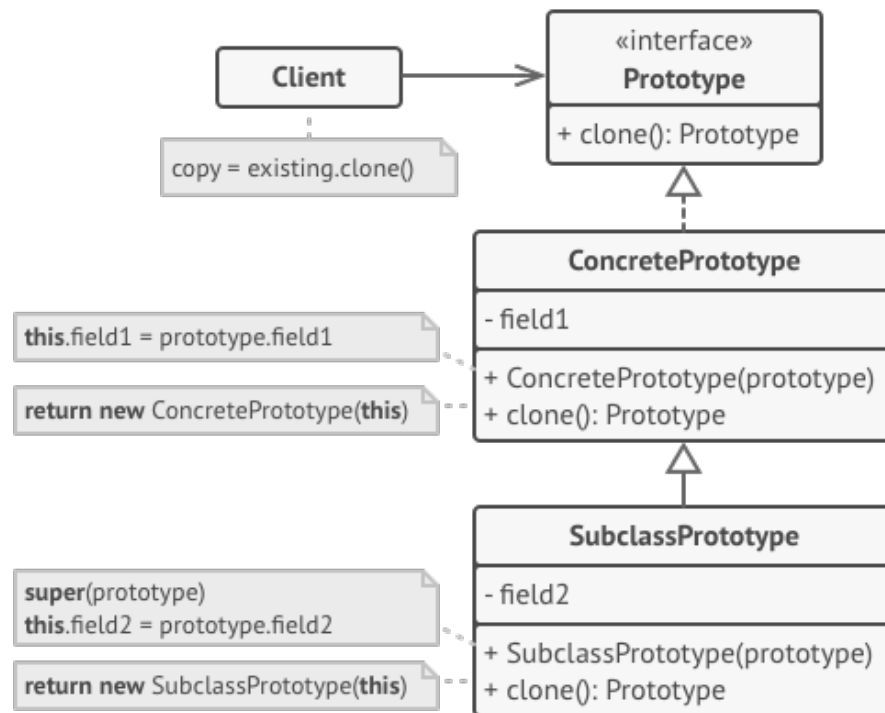 Client
«interface»
Prototype
+ clone(): Prototype
copy = existing.clone()
ConcretePrototype
- field1
this.field1 = prototype.field1
+ ConcretePrototype(prototype)
return new ConcretePrototype(this)
+ clone(): Prototype
SubclassPrototype
super(prototype)
this.field2 = prototype.field2
- field2
+ SubclassPrototype(prototype)
return new SubclassPrototype(this)
+ clone(): Prototype